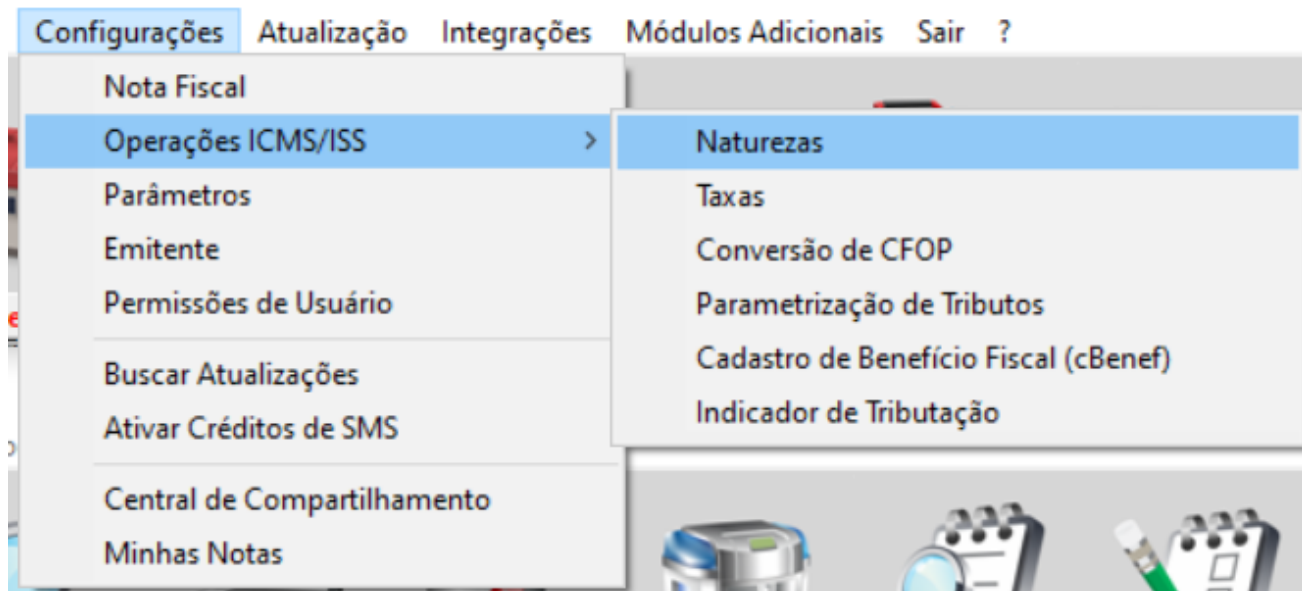 Configurações Atualização Integrações Módulos Adicionais Sair ?
Nota Fiscal
Operações ICMS/ISS >
Parâmetros
Emitente
Permissões de Usuário
Buscar Atualizações
Ativar Créditos de SMS
Central de Compartilhamento
Minhas Notas
Naturezas
Taxas
Conversão de CFOP
Parametrização de Tributos
Cadastro de Benefício Fiscal (cBenef)
Indicador de Tributação